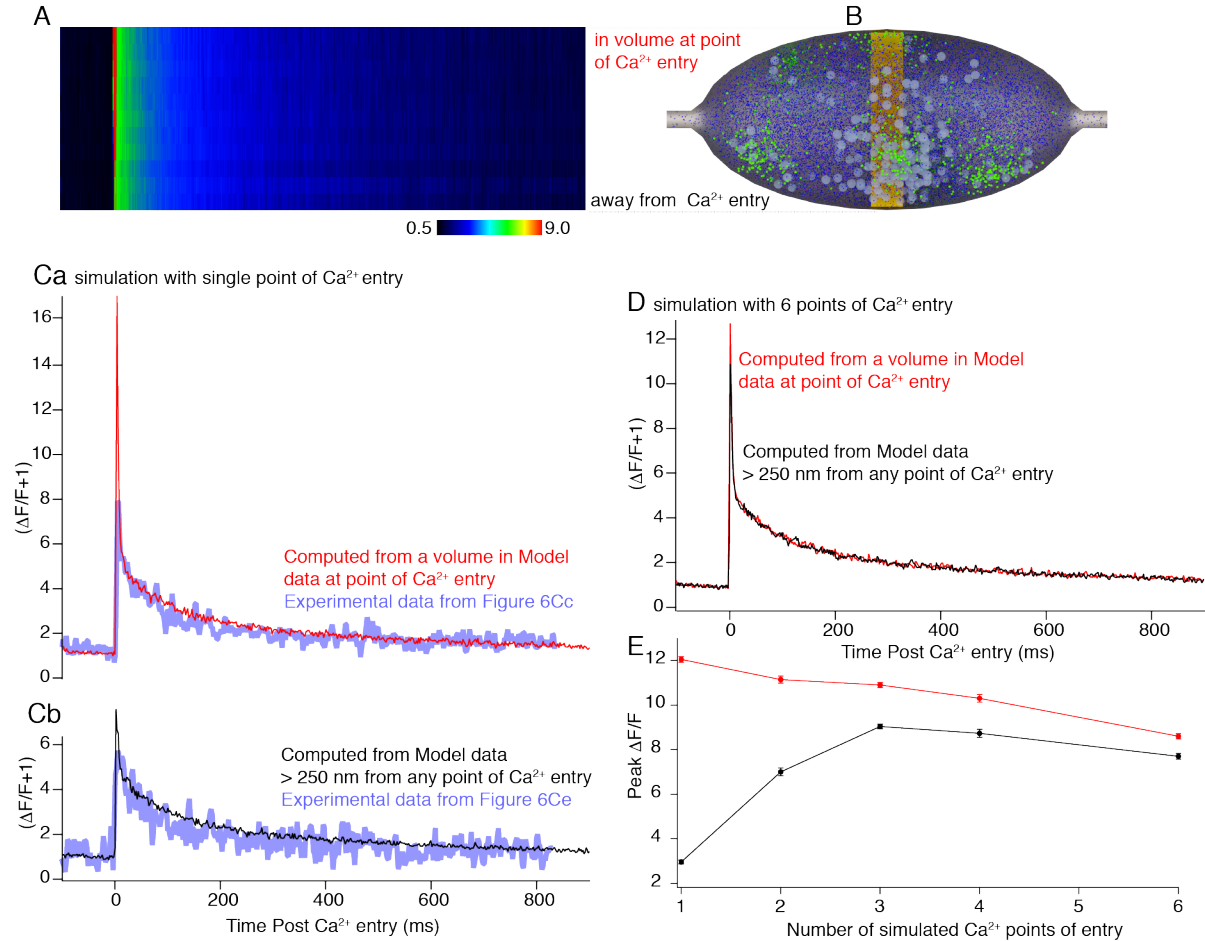 A
B
in volume at point
of Ca²⁺ entry
away from Ca²⁺ entry
0.5
9.0
Ca simulation with single point of Ca²⁺ entry
16
14
12
10
8
6
4
2
0
(ΔF/F+1)
Computed from a volume in Model
data at point of Ca²⁺ entry
Experimental data from Figure 6Cc
Cb
6
4
2
0
(ΔF/F+1)
Computed from Model data
> 250 nm from any point of Ca²⁺ entry
Experimental data from Figure 6Ce
0 200 400 600 800
Time Post Ca²⁺ entry (ms)
D simulation with 6 points of Ca²⁺ entry
12
10
8
6
4
2
0
(ΔF/F+1)
Computed from a volume in Model
data at point of Ca²⁺ entry
Computed from Model data
> 250 nm from any point of Ca²⁺ entry
0 200 400 600 800
Time Post Ca²⁺ entry (ms)
E
12
10
8
6
4
2
Peak ΔF/F
1 2 3 4 5 6
Number of simulated Ca²⁺ points of entry